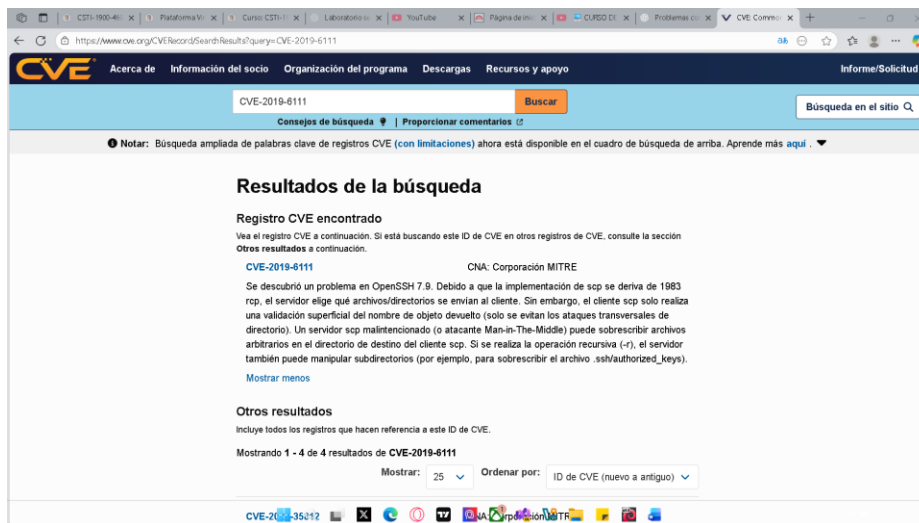 CSTI-1900-46
Plataforma Vi
Curso: CSTI-1
Laboratorio se
YouTube
Página de inic
CURSO DE
Problemas co
CVE: Common
https://www.cve.org/CVERecord/SearchResults?query=CVE-2019-6111
CVE Acerca de Información del socio Organización del programa Descargas Recursos y apoyo Informe/Solicitud
CVE-2019-6111 Buscar
Búsqueda en el sitio
Consejos de búsqueda | Proporcionar comentarios
Notar: Búsqueda ampliada de palabras clave de registros CVE (con limitaciones) ahora está disponible en el cuadro de búsqueda de arriba. Aprende más aquí .
Resultados de la búsqueda
Registro CVE encontrado
Vea el registro CVE a continuación. Si está buscando este ID de CVE en otros registros de CVE, consulte la sección
Otros resultados a continuación.
CVE-2019-6111 CNA: Corporación MITRE
Se descubrió un problema en OpenSSH 7.9. Debido a que la implementación de scp se deriva de 1983
rcp, el servidor elige qué archivos/directorios se envían al cliente. Sin embargo, el cliente scp solo realiza
una validación superficial del nombre de objeto devuelto (solo se evitan los ataques transversales de
directorio). Un servidor scp malintencionado (o atacante Man-in-The-Middle) puede sobrescribir archivos
arbitrarios en el directorio de destino del cliente scp. Si se realiza la operación recursiva (-r), el servidor
también puede manipular subdirectorios (por ejemplo, para sobrescribir el archivo .ssh/authorized_keys).
Mostrar menos
Otros resultados
Incluye todos los registros que hacen referencia a este ID de CVE.
Mostrando 1 - 4 de 4 resultados de CVE-2019-6111
Mostrar: 25 Ordenar por: ID de CVE (nuevo a antiguo)